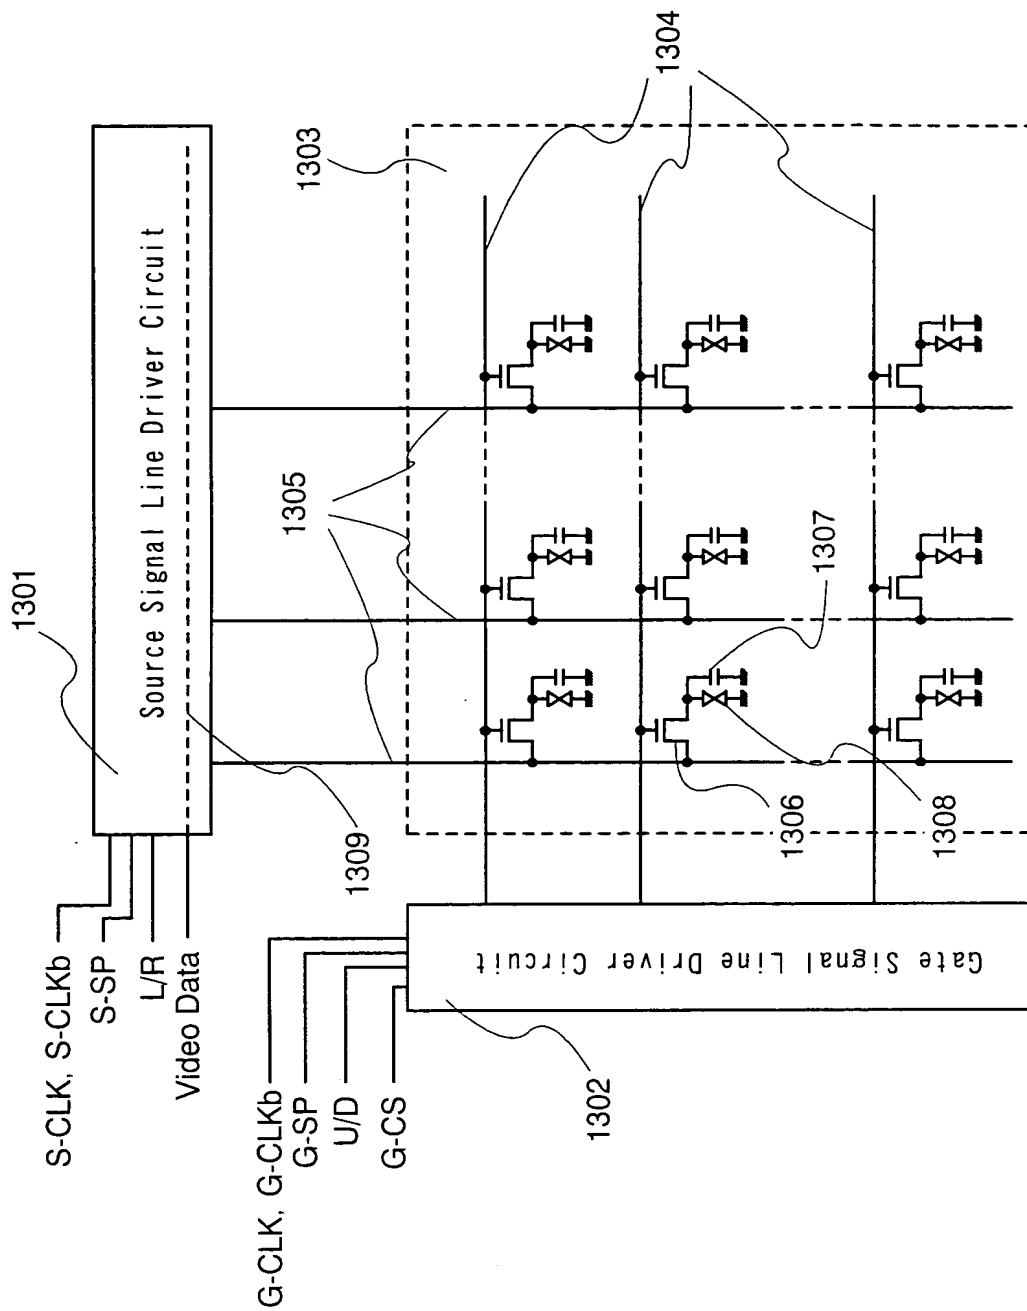 1301
Source Signal Line Driver Circuit
S-CLK, S-CLKb
S-SP
L/R
Video Data
1309
1305
1303
1304
G-CLK, G-CLKb
G-SP
U/D
G-CS
1302
Gate Signal Line Driver Circuit
1306
1308
1307